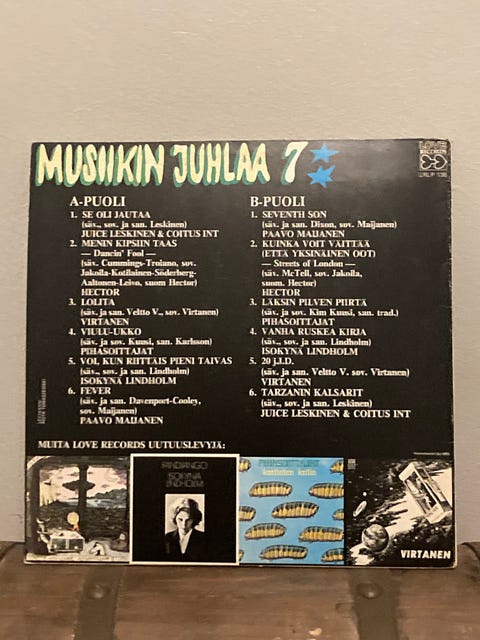 MUSIIKIN JUHLAA 7
LOVE
RECORDS
LRLP 136
A-PUOLI
1. SE OLI JAUTAA
(säv., sov. ja san. Leskinen)
JUICE LESKINEN & COITUS INT
2. MENIN KIPSIIN TAAS
— Dancin' Fool —
(säv. Cummings-Troiano, sov.
Jakoila-Kotilainen-Söderberg-
Aaltonen-Leivo, suom Hector)
HECTOR
3. LOLITA
(säv. ja san Veltto V., sov. Virtanen)
VIRTANEN
4. VIULU-UKKO
(säv. ja sov. Kuusi, san. Karlsson)
PIHASOITTAJAT
5. VOI, KUN RIITTÄIS PIENI TAIVAS
(säv., sov. ja san. Lindholm)
ISOKYNÄ LINDHOLM
6. FEVER
(säv. ja san. Davenport-Cooley,
sov. Maijanen)
PAAVO MAIJANEN
B-PUOLI
1. SEVENTH SON
(säv. ja san. Dixon, sov. Maijanen)
PAAVO MAIJANEN
2. KUINKA VOIT VÄITTÄÄ
(ETTÄ YKSINÄINEN OOT)
— Streets of London —
(säv. McTell, sov. Jakoila,
suom. Hector)
HECTOR
3. LÄKSIN PILVEN PIIRTÄ
(säv. ja sov. Kim Kuusi, san. trad.)
PIHASOITTAJAT
4. VANHA RUSKEA KIRJA
(säv., sov. ja san. Lindholm)
ISOKYNÄ LINDHOLM
5. 20 j.I.D.
(säv. ja san. Veltto V. sov. Virtanen)
VIRTANEN
6. TARZANIN KALSARIT
(säv., sov. ja san. Leskinen)
JUICE LESKINEN & COITUS INT
MUITA LOVE RECORDS UUTUUSLEVYJÄ:
FANDANGO
ISOKYNÄ
LINDHOLM
PIHASOITTAJAT
kontaktin kotiin
VIRTANEN